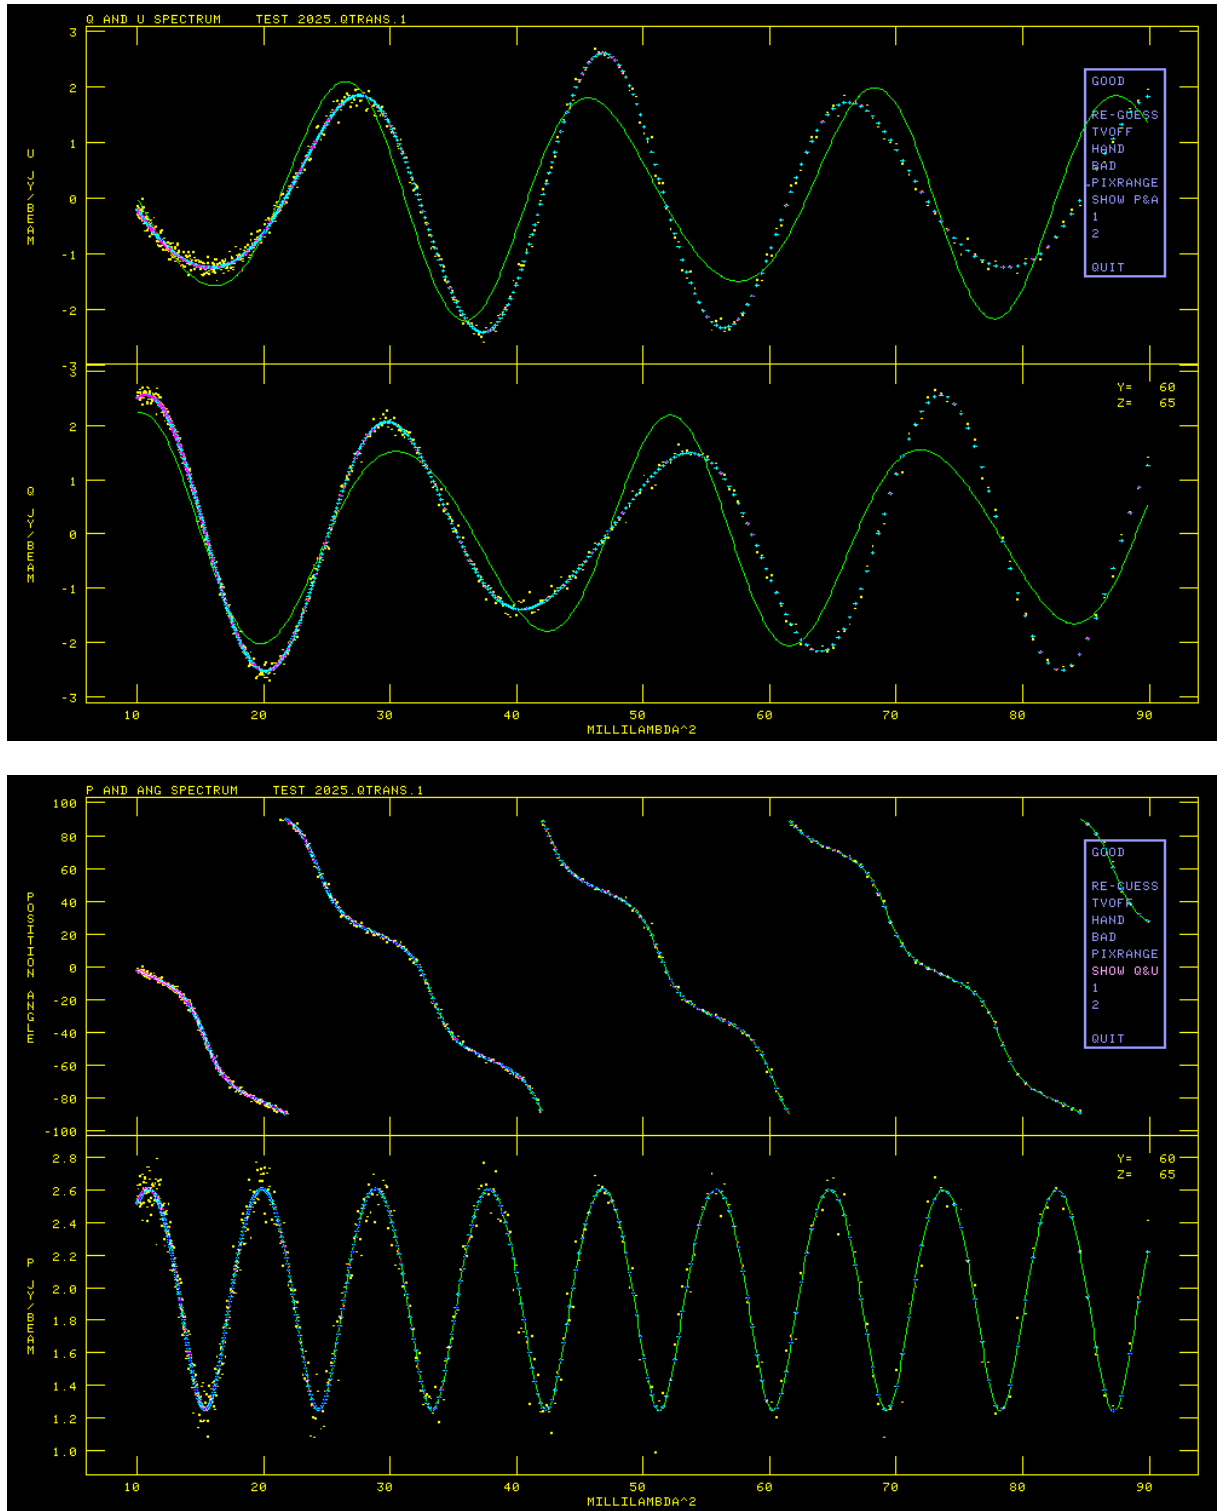 Q AND U SPECTRUM TEST 2025.QTRANS.1
3
2
1
0
-1
-2
-3
U JY/BEAM
GOOD
RE-GUESS
TVOFF
HAND
BAD
PIXRANGE
SHOW P&A
1
2
QUIT
3
2
1
0
-1
-2
-3
Q JY/BEAM
Y= 60
Z= 65
10 20 30 40 50 60 70 80 90
MILLILAMBDA^2
P AND ANG SPECTRUM TEST 2025.QTRANS.1
100
80
60
40
20
0
-20
-40
-60
-80
-100
POSITION ANGLE
GOOD
RE-GUESS
TVOFF
HAND
BAD
PIXRANGE
SHOW Q&U
1
2
QUIT
2.8
2.6
2.4
2.2
2.0
1.8
1.6
1.4
1.2
1.0
P JY/BEAM
Y= 60
Z= 65
10 20 30 40 50 60 70 80 90
MILLILAMBDA^2